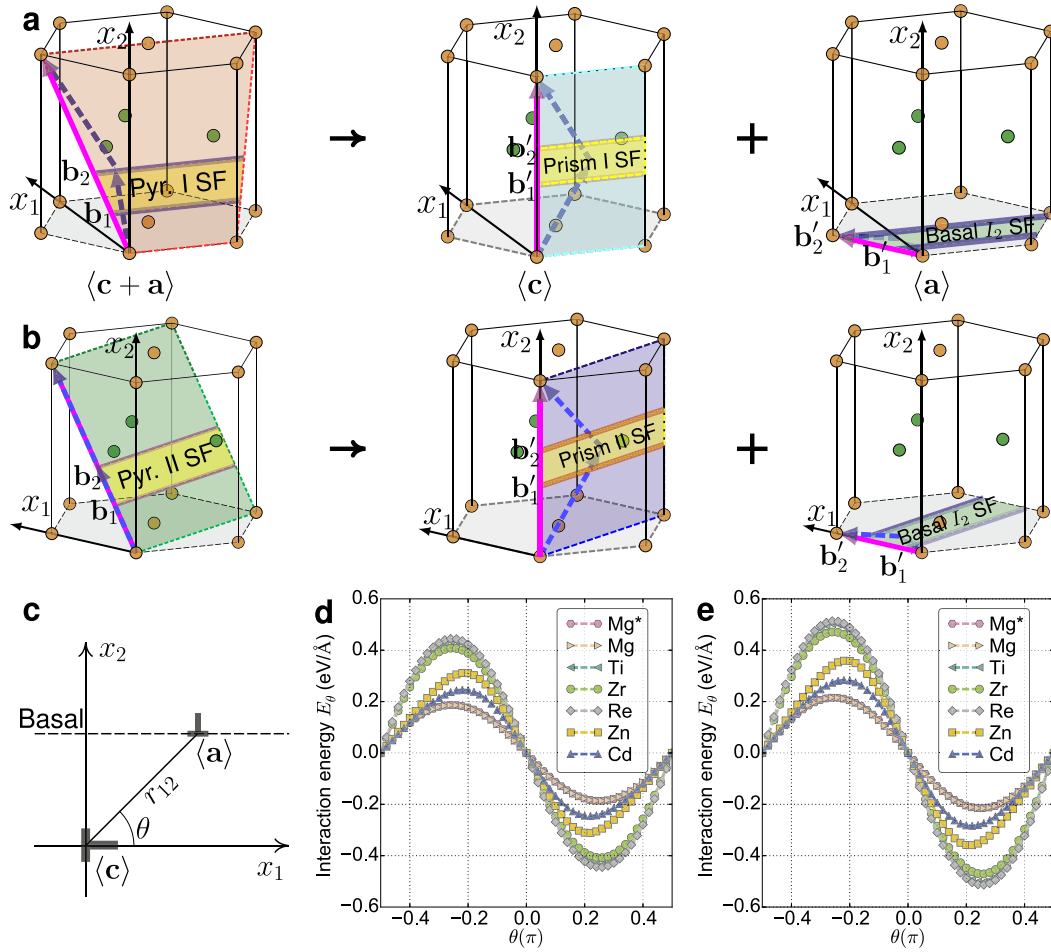 a
x₂
x₁
b₂
b₁
Pyr. I SF
⟨c + a⟩
→
x₂
x₁
b′₂
b′₁
Prism I SF
⟨c⟩
+
x₂
x₁
b′₂
b′₁
Basal I₂ SF
⟨a⟩
b
x₂
x₁
b₂
b₁
Pyr. II SF
→
x₂
x₁
b′₂
b′₁
Prism II SF
+
x₂
x₁
b′₂
b′₁
Basal I₂ SF
c
x₂
Basal
⟨a⟩
r₁₂
θ
⟨c⟩
x₁
d
Interaction energy E_θ (eV/Å)
0.6
0.4
0.2
0.0
−0.2
−0.4
−0.6
Mg*
Mg
Ti
Zr
Re
Zn
Cd
−0.4 −0.2 0.0 0.2 0.4
θ(π)
e
Interaction energy E_θ (eV/Å)
0.6
0.4
0.2
0.0
−0.2
−0.4
−0.6
Mg*
Mg
Ti
Zr
Re
Zn
Cd
−0.4 −0.2 0.0 0.2 0.4
θ(π)